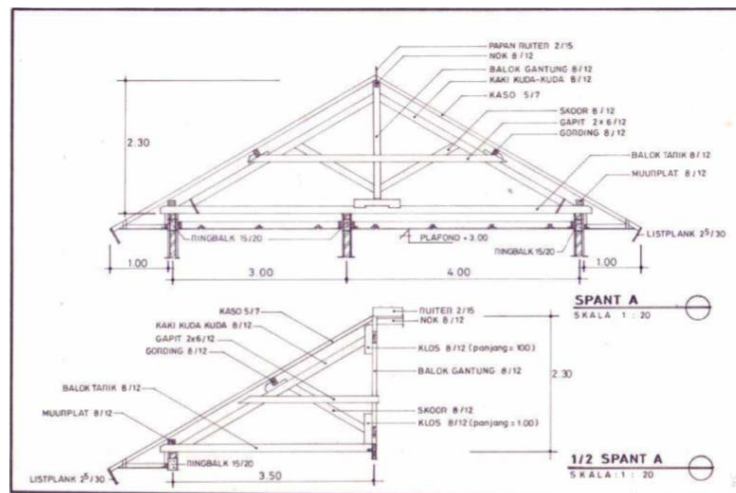 PAPAN RUITER 2/15
NOK 8/12
BALOK GANTUNG 8/12
KAKI KUDA-KUDA 8/12
KASO 5/7
SKOOR 8/12
GAPIT 2x6/12
GORDING 8/12
BALOK TARIK 8/12
MUURPLAT 8/12
2.30
RINGBALK 15/20
PLAFOND + 3.00
RINGBALK 15/20
LISTPLANK 2⁵/30
1.00
3.00
4.00
1.00
SPANT A
SKALA 1 : 20
KASO 5/7
KAKI KUDA KUDA 8/12
GAPIT 2x6/12
GORDING 8/12
BALOK TARIK 8/12
MUURPLAT 8/12
RUITER 2/15
NOK 8/12
KLOS 8/12 (panjang = 100)
BALOK GANTUNG 8/12
2.30
SKOOR 8/12
KLOS 8/12 (panjang = 1.00)
RINGBALK 15/20
LISTPLANK 2⁵/30
3.50
1/2 SPANT A
SKALA : 1 : 20